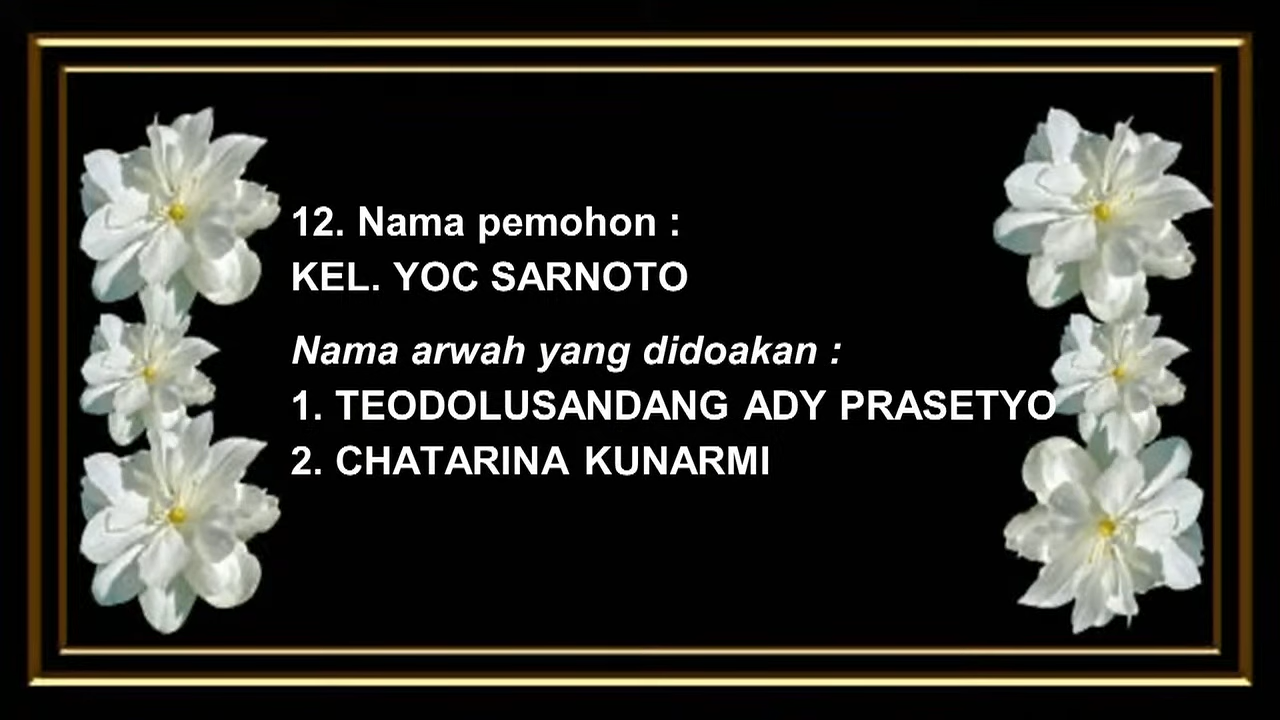 12. Nama pemohon :
KEL. YOC SARNOTO
Nama arwah yang didoakan :
1. TEODOLUSANDANG ADY PRASETYO
2. CHATARINA KUNARMI